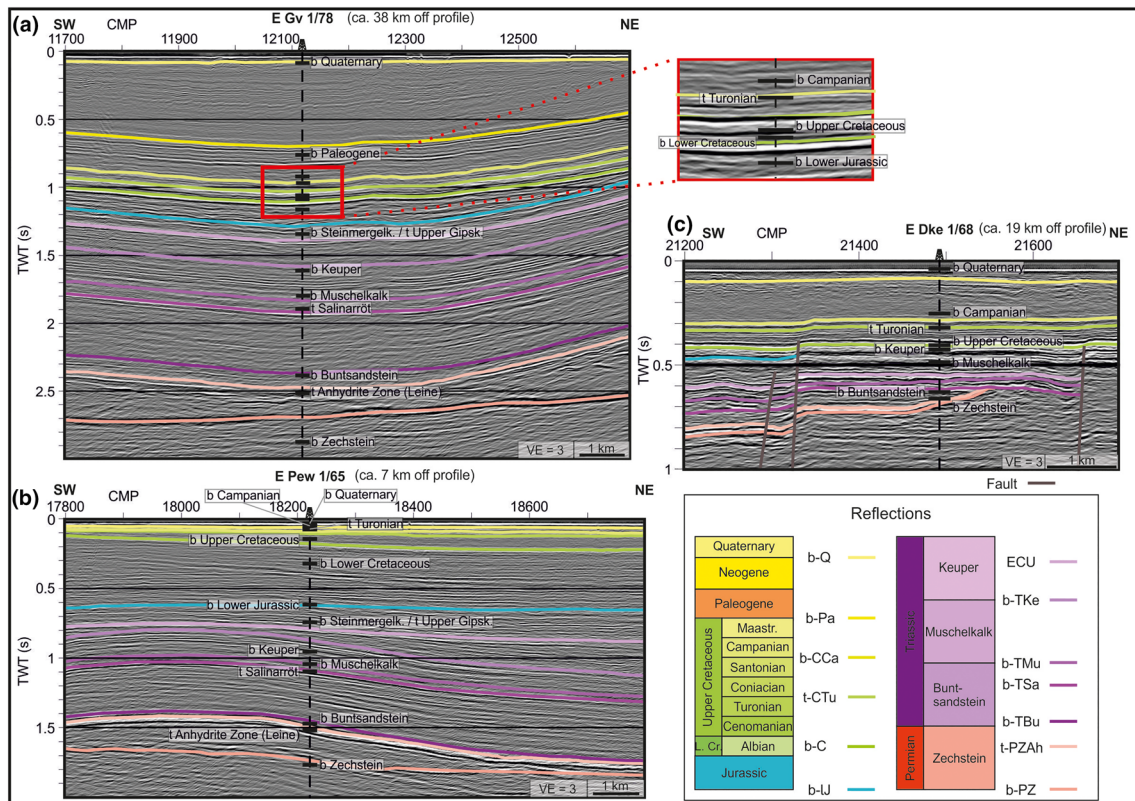 (a)
E Gv 1/78 (ca. 38 km off profile)
SW CMP NE
11700 11900 12100 12300 12500
0
0.5
1
1.5
2
2.5
TWT (s)
b Quaternary
b Paleogene
b Steinmergelk. / t Upper Gipsk.
b Keuper
b Muschelkalk
t Salinarröt
b Buntsandstein
t Anhydrite Zone (Leine)
b Zechstein
VE = 3 1 km
b Campanian
t Turonian
b Upper Cretaceous
b Lower Cretaceous
b Lower Jurassic
(c)
E Dke 1/68 (ca. 19 km off profile)
SW CMP NE
21200 21400 21600
0
0.5
1
TWT (s)
b Quaternary
b Campanian
t Turonian
b Upper Cretaceous
b Keuper
b Muschelkalk
b Buntsandstein
b Zechstein
VE = 3 1 km
Fault
(b)
E Pew 1/65 (ca. 7 km off profile)
SW CMP NE
17800 18000 18200 18400 18600
0
0.5
1
1.5
TWT (s)
b Campanian
b Quaternary
t Turonian
b Upper Cretaceous
b Lower Cretaceous
b Lower Jurassic
b Steinmergelk. / t Upper Gipsk.
b Keuper
b Muschelkalk
t Salinarröt
b Buntsandstein
t Anhydrite Zone (Leine)
b Zechstein
VE = 3 1 km
Reflections
Quaternary
Neogene
Paleogene
Upper Cretaceous
Maastr.
Campanian
Santonian
Coniacian
Turonian
Cenomanian
L. Cr.
Albian
Jurassic
b-Q
b-Pa
b-CCa
t-CTu
b-C
b-lJ
Triassic
Keuper
Muschelkalk
Bunt-
sandstein
Permian
Zechstein
ECU
b-TKe
b-TMu
b-TSa
b-TBu
t-PZAh
b-PZ